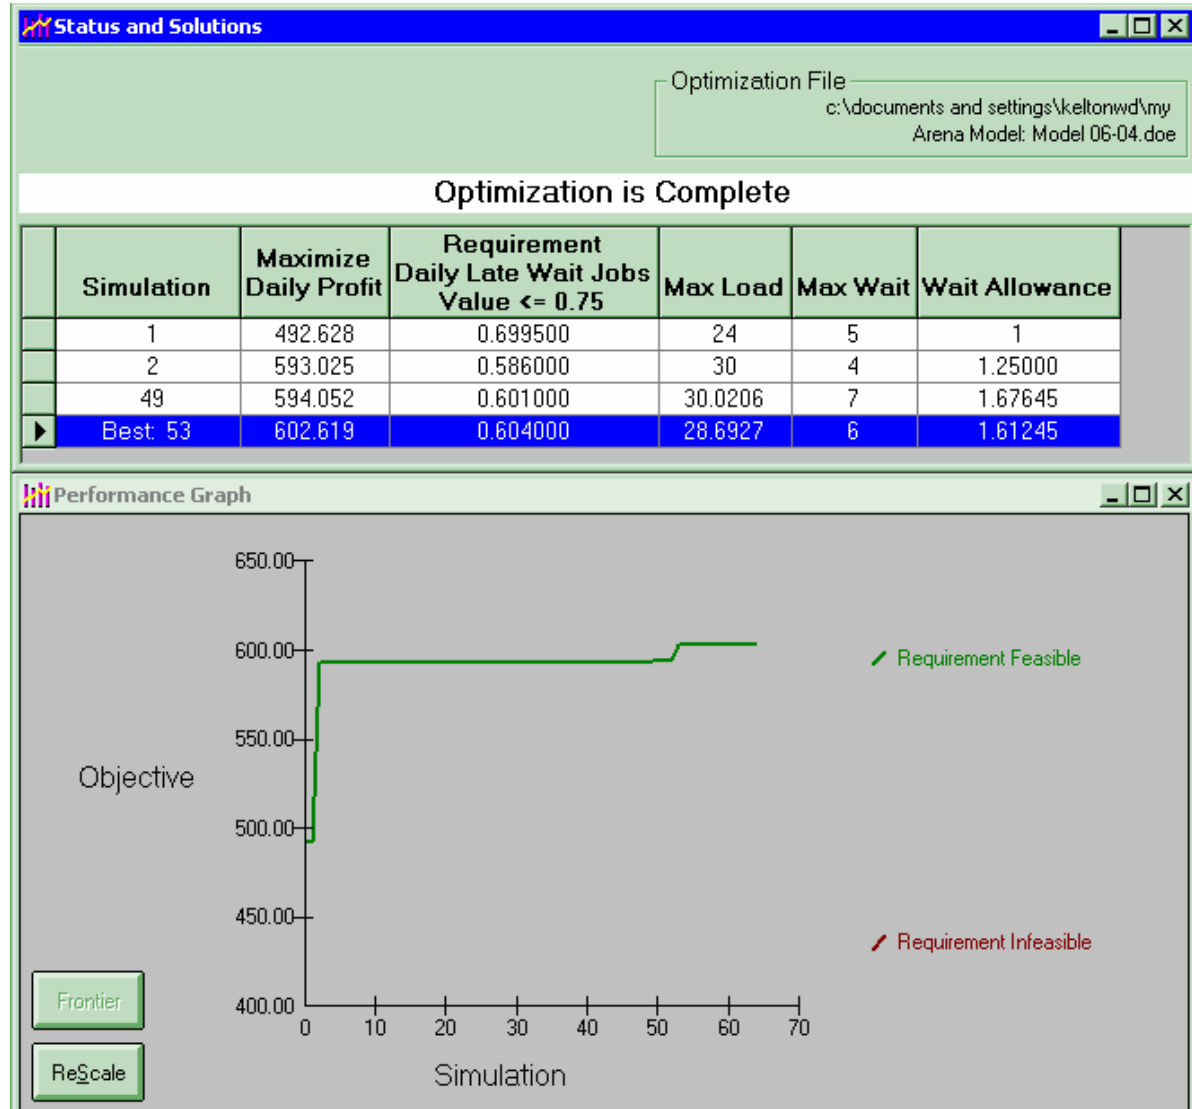 Status and Solutions
Optimization File
c:\documents and settings\keltonwd\my
Arena Model: Model 06-04.doe
Optimization is Complete
Simulation Maximize Daily Profit Requirement Daily Late Wait Jobs Value <= 0.75 Max Load Max Wait Wait Allowance
1 492.628 0.699500 24 5 1
2 593.025 0.586000 30 4 1.25000
49 594.052 0.601000 30.0206 7 1.67645
Best: 53 602.619 0.604000 28.6927 6 1.61245
Performance Graph
650.00
600.00
550.00
500.00
450.00
400.00
Objective
0 10 20 30 40 50 60 70
Simulation
Requirement Feasible
Requirement Infeasible
Frontier
ReScale